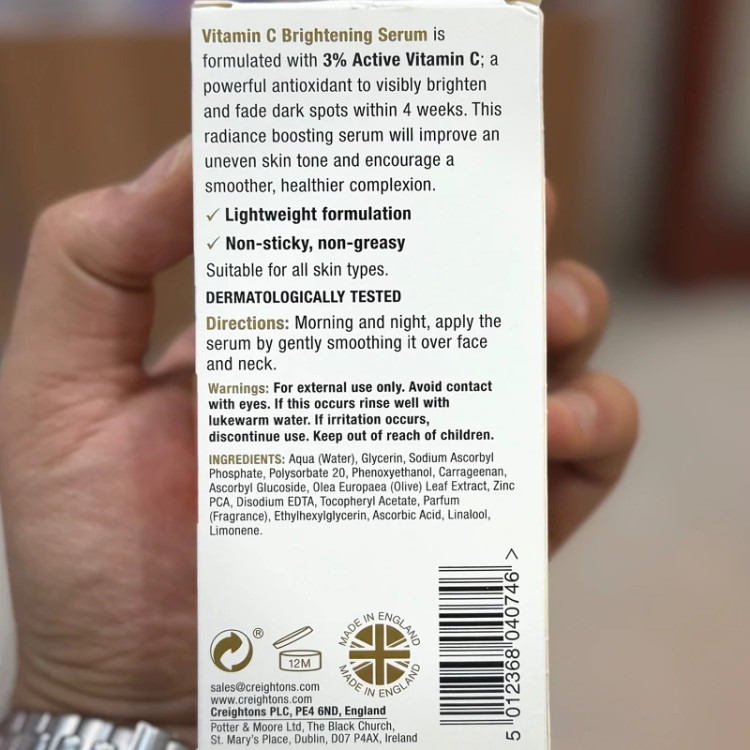 Vitamin C Brightening Serum is
formulated with 3% Active Vitamin C; a
powerful antioxidant to visibly brighten
and fade dark spots within 4 weeks. This
radiance boosting serum will improve an
uneven skin tone and encourage a
smoother, healthier complexion.
✓ Lightweight formulation
✓ Non-sticky, non-greasy
Suitable for all skin types.
DERMATOLOGICALLY TESTED
Directions: Morning and night, apply the
serum by gently smoothing it over face
and neck.
Warnings: For external use only. Avoid contact
with eyes. If this occurs rinse well with
lukewarm water. If irritation occurs,
discontinue use. Keep out of reach of children.
INGREDIENTS: Aqua (Water), Glycerin, Sodium Ascorbyl
Phosphate, Polysorbate 20, Phenoxyethanol, Carrageenan,
Ascorbyl Glucoside, Olea Europaea (Olive) Leaf Extract, Zinc
PCA, Disodium EDTA, Tocopheryl Acetate, Parfum
(Fragrance), Ethylhexylglycerin, Ascorbic Acid, Linalool,
Limonene.
®
12M
MADE IN ENGLAND
MADE IN ENGLAND
sales@creightons.com
www.creightons.com
Creightons PLC, PE4 6ND, England
Potter & Moore Ltd, The Black Church,
St. Mary's Place, Dublin, D07 P4AX, Ireland
5 012368 040746 >